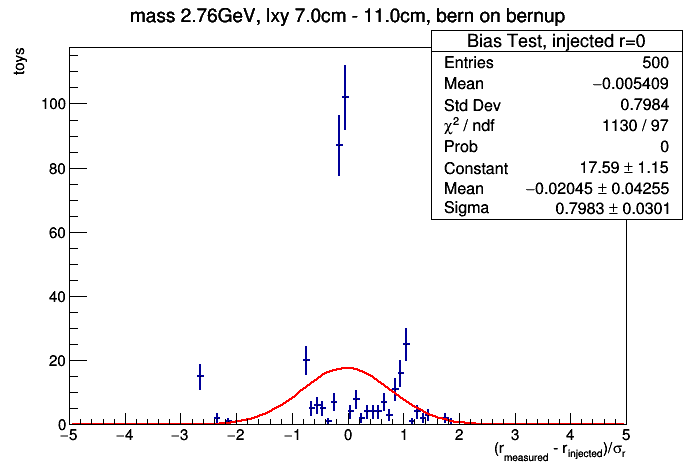 mass 2.76GeV, lxy 7.0cm - 11.0cm, bern on bernup
Bias Test, injected r=0
Entries 500
Mean −0.005409
Std Dev 0.7984
χ² / ndf 1130 / 97
Prob 0
Constant 17.59 ± 1.15
Mean −0.02045 ± 0.04255
Sigma 0.7983 ± 0.0301
toys
100
80
60
40
20
0
−5 −4 −3 −2 −1 0 1 2 3 4 5
(r_measured - r_injected)/σ_r